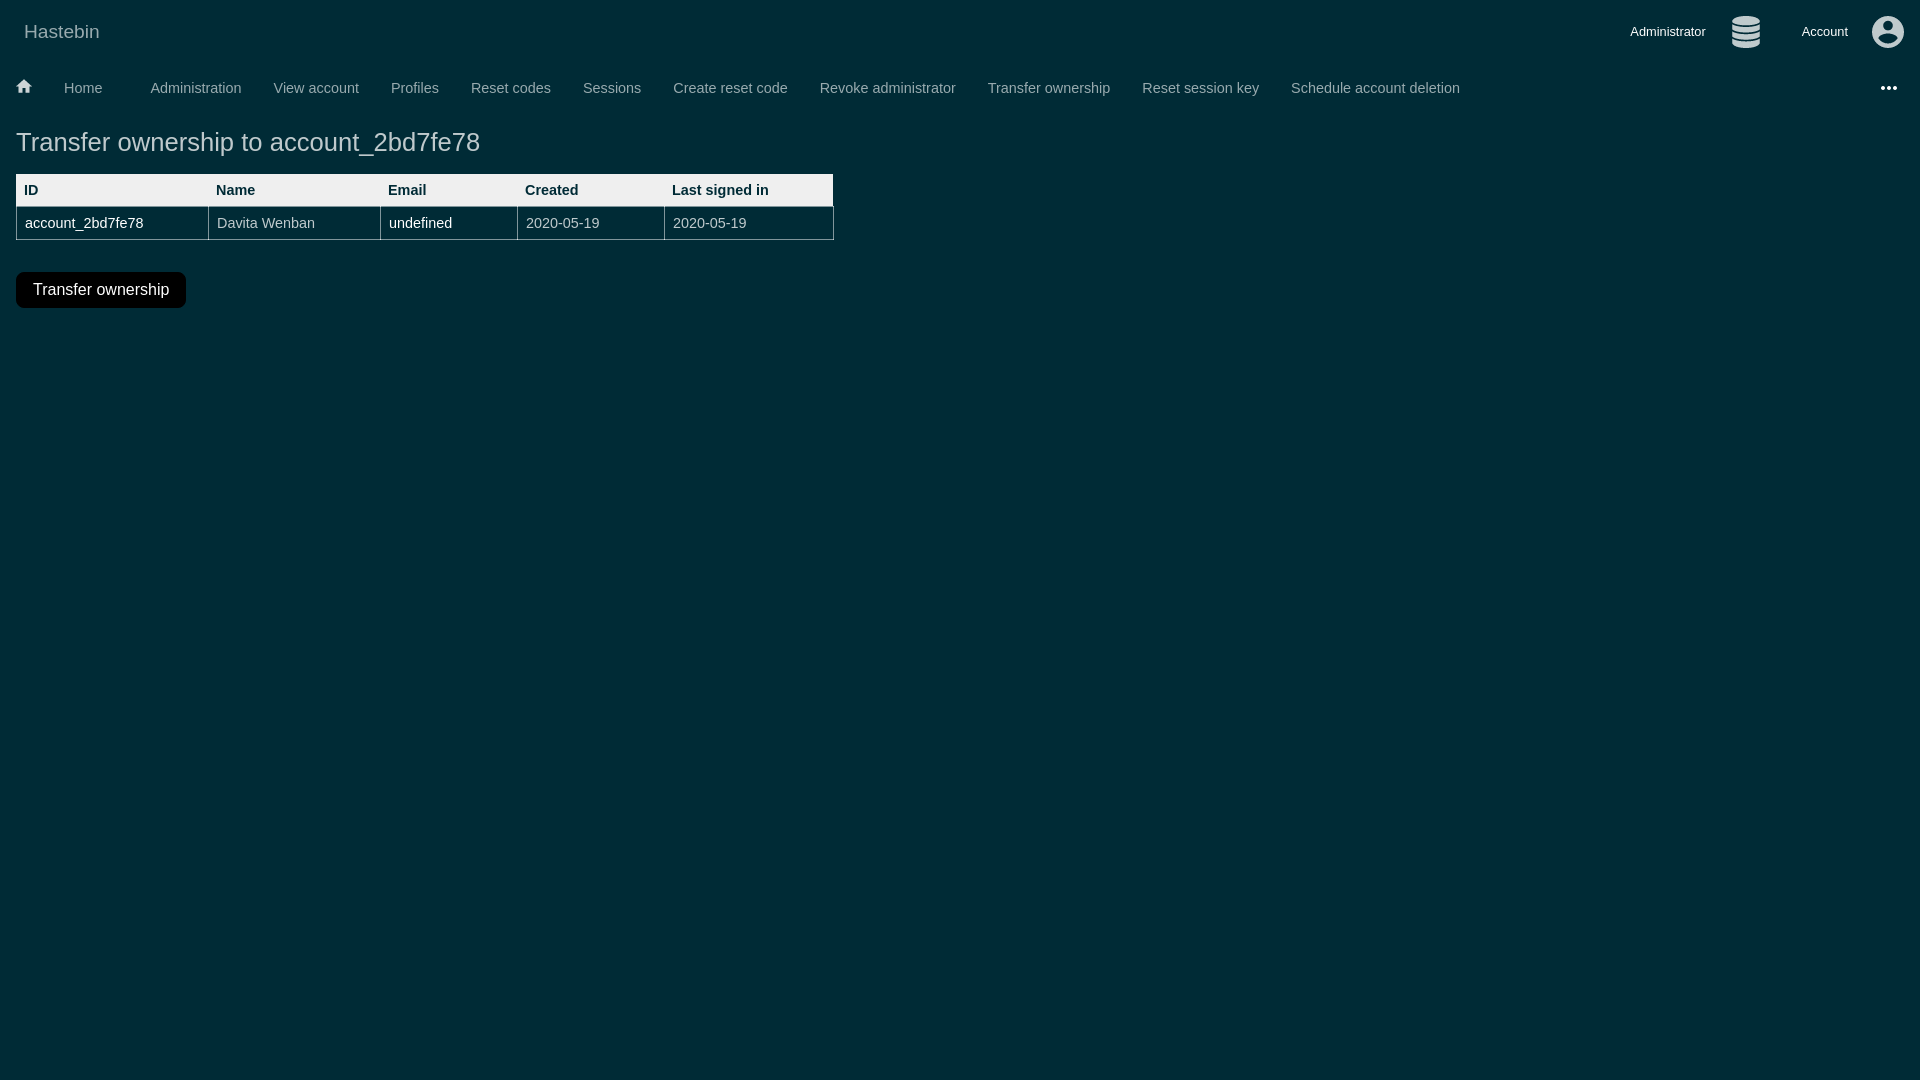 Hastebin
Administrator
Account
Home Administration View account Profiles Reset codes Sessions Create reset code Revoke administrator Transfer ownership Reset session key Schedule account deletion
Transfer ownership to account_2bd7fe78
ID Name Email Created Last signed in
account_2bd7fe78 Davita Wenban undefined 2020-05-19 2020-05-19
Transfer ownership